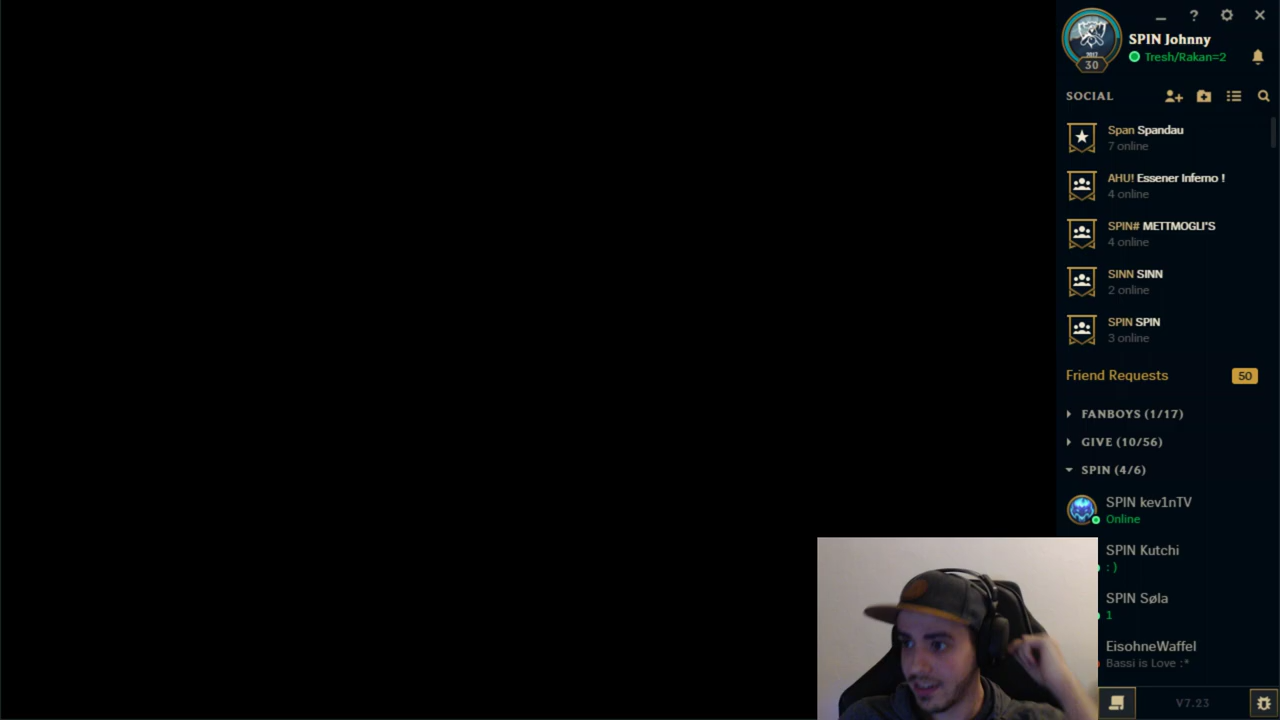 SPIN Johnny
Tresh/Rakan=2
2017
30
SOCIAL
Span Spandau
7 online
AHU! Essener Inferno !
4 online
SPIN# METTMOGLI'S
4 online
SINN SINN
2 online
SPIN SPIN
3 online
Friend Requests 50
FANBOYS (1/17)
GIVE (10/56)
SPIN (4/6)
SPIN kev1nTV
Online
SPIN Kutchi
:)
SPIN Søla
1
EisohneWaffel
Bassi is Love :*
V7.23